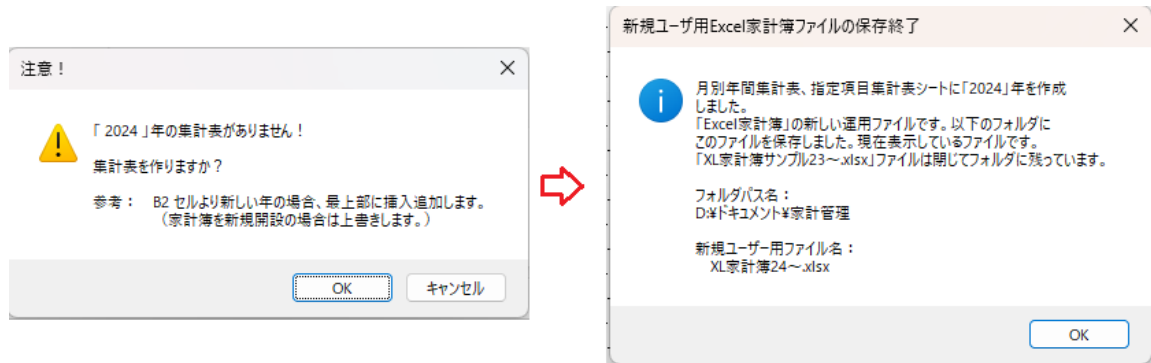 注意！
「 2024 」年の集計表がありません！
集計表を作りますか？
参考： B2 セルより新しい年の場合、最上部に挿入追加します。
（家計簿を新規開設の場合は上書きします。）
OK
キャンセル
新規ユーザ用Excel家計簿ファイルの保存終了
月別年間集計表、指定項目集計表シートに「2024」年を作成
しました。
「Excel家計簿」の新しい運用ファイルです。以下のフォルダに
このファイルを保存しました。現在表示しているファイルです。
「XL家計簿サンプル23～.xlsx」ファイルは閉じてフォルダに残っています。
フォルダパス名：
D:¥ドキュメント¥家計管理
新規ユーザー用ファイル名：
XL家計簿24～.xlsx
OK